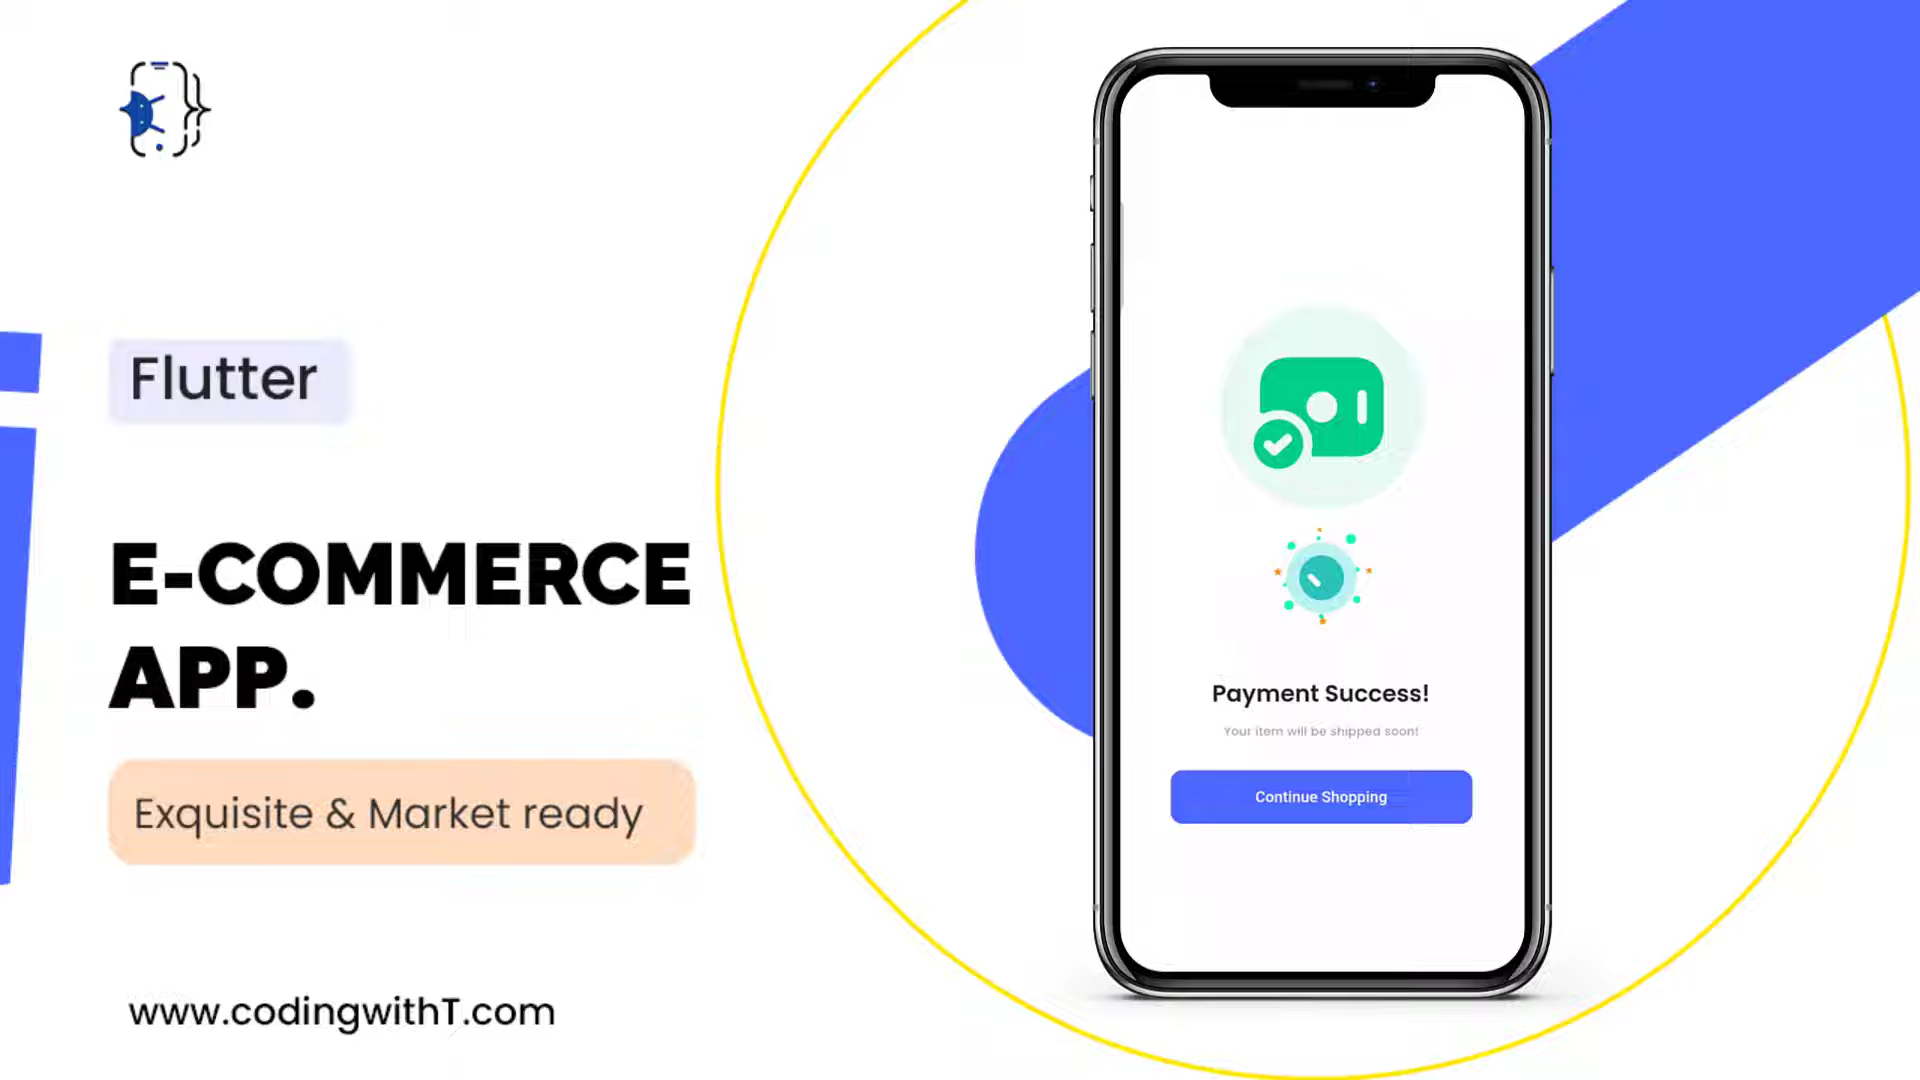 Flutter
E-COMMERCE
APP.
Exquisite & Market ready
www.codingwithT.com
Payment Success!
Your item will be shipped soon!
Continue Shopping